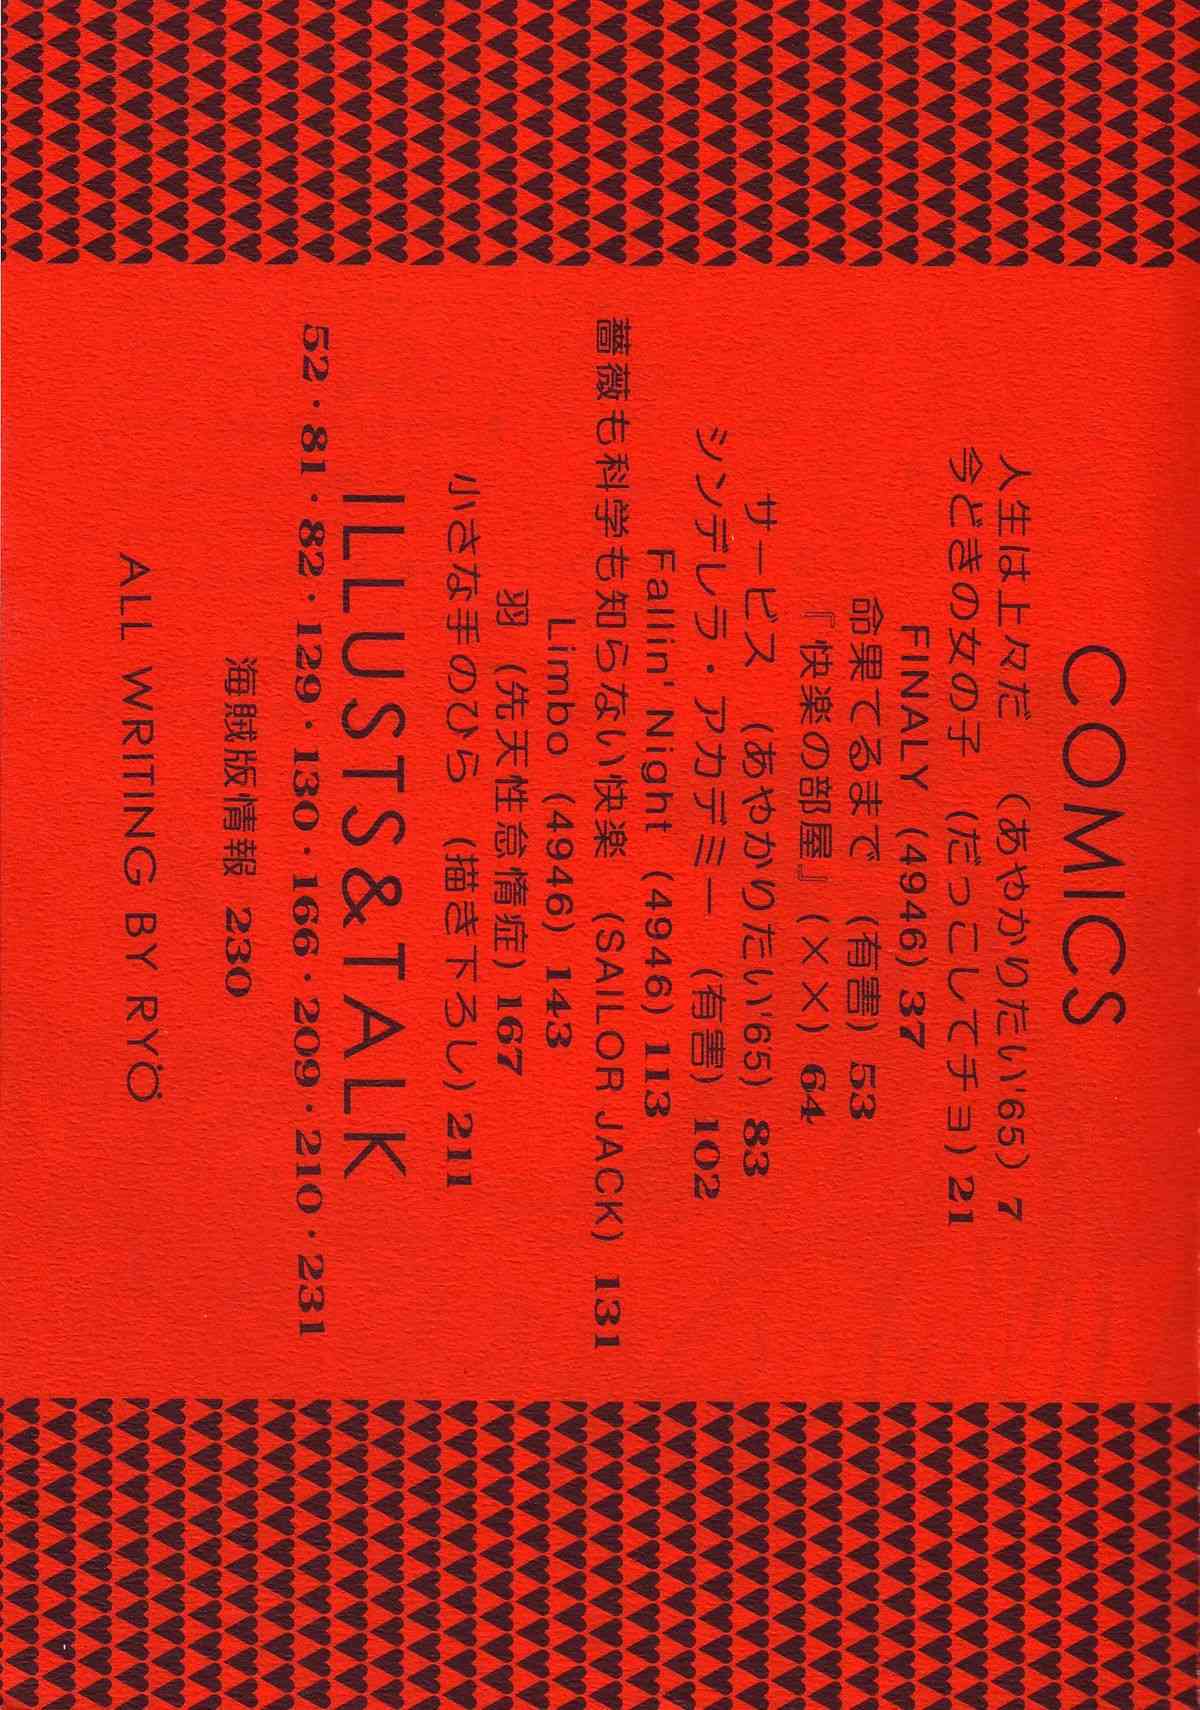 COMICS
人生は上々だ (あやかりたい'65) 7
今どきの女の子 (だっこしてチョ) 21
FINALY (4946) 37
命果てるまで (有害) 53
『快楽の部屋』 (××) 64
サービス (あやかりたい'65) 83
シンデレラ・アカデミー (有害) 102
Fallin' Night (4946) 113
薔薇も科学も知らない快楽 (SAILOR JACK) 131
Limbo (4946) 143
羽 (先天性怠惰症) 167
小さな手のひら (描き下ろし) 211
ILLUSTS&TALK
52・81・82・129・130・166・209・210・231
海賊版情報 230
ALL WRITING BY RYÖ